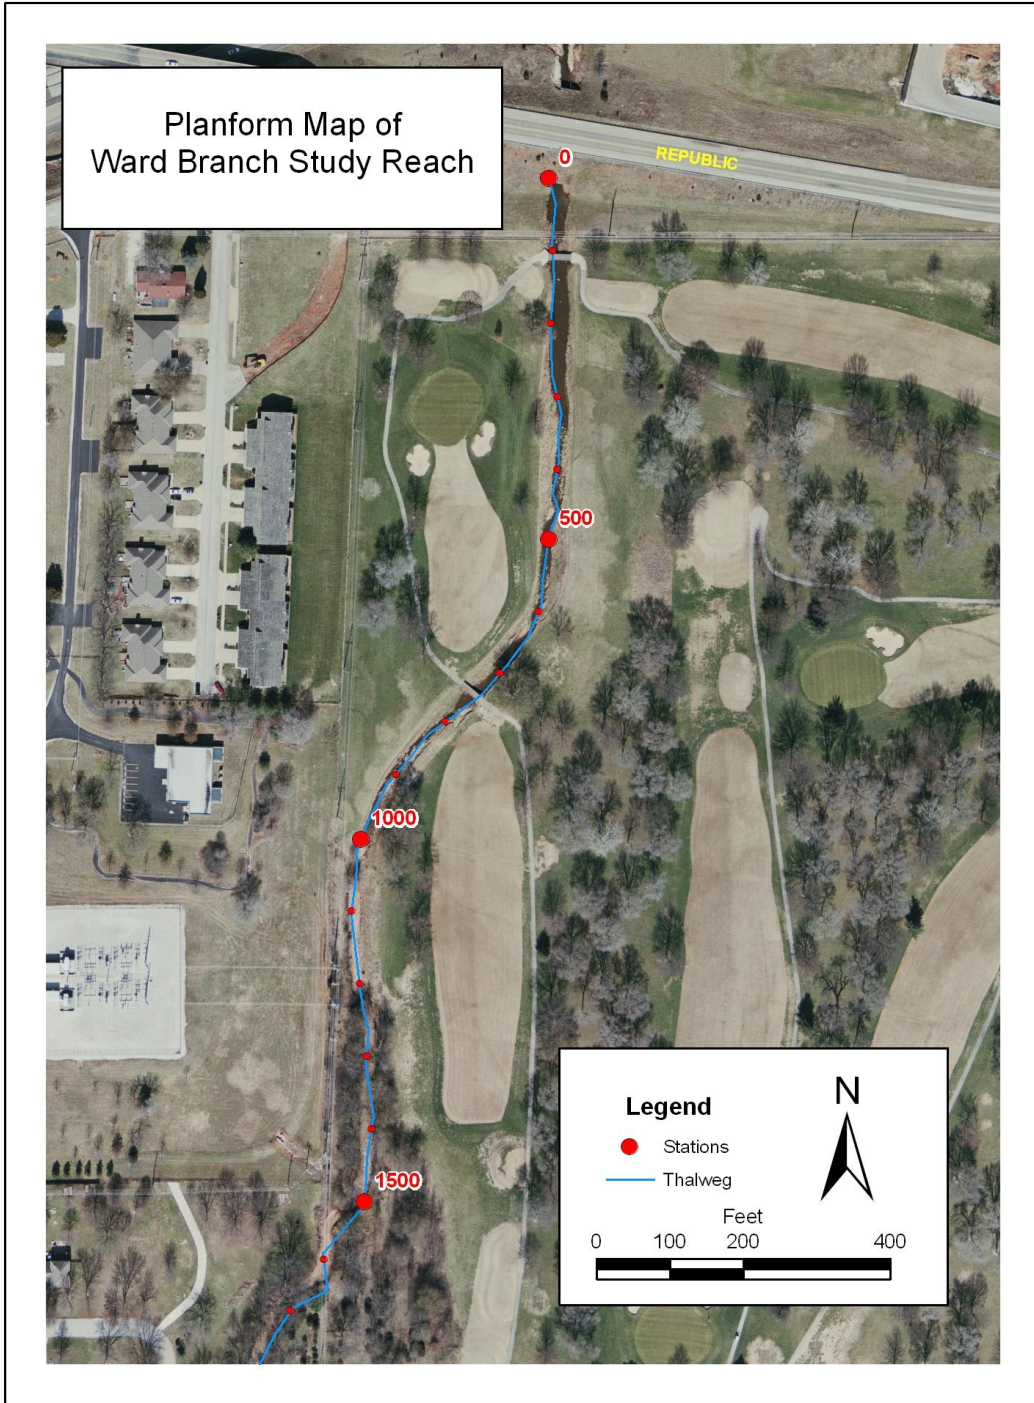 Planform Map of
Ward Branch Study Reach
0
REPUBLIC
500
1000
1500
N
Legend
Stations
Thalweg
Feet
0 100 200 400